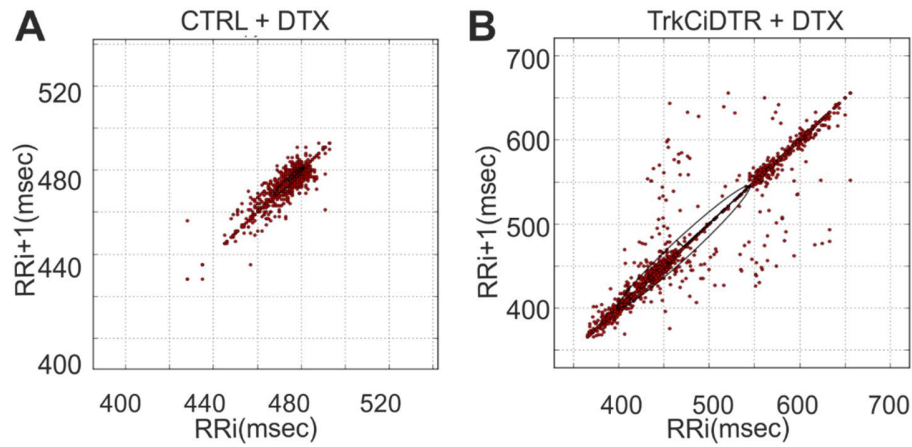 A
CTRL + DTX
RRi+1(msec)
520
480
440
400
400 440 480 520
RRi(msec)
B
TrkCiDTR + DTX
RRi+1(msec)
700
600
500
400
400 500 600 700
RRi(msec)